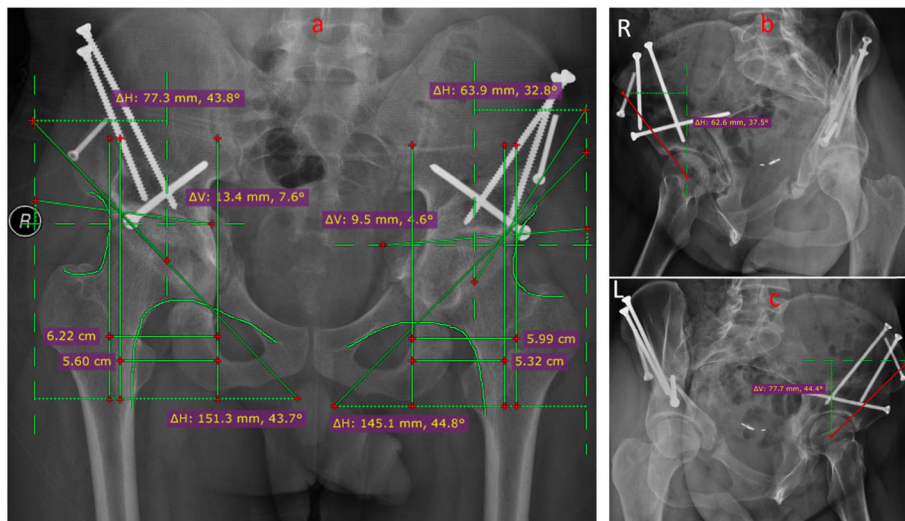 a
ΔH: 77.3 mm, 43.8°
ΔH: 63.9 mm, 32.8°
ΔV: 13.4 mm, 7.6°
ΔV: 9.5 mm, 4.6°
R
6.22 cm
5.60 cm
5.99 cm
5.32 cm
ΔH: 151.3 mm, 43.7°
ΔH: 145.1 mm, 44.8°
R
b
ΔH: 62.6 mm, 37.5°
L
c
ΔV: 77.7 mm, 44.4°